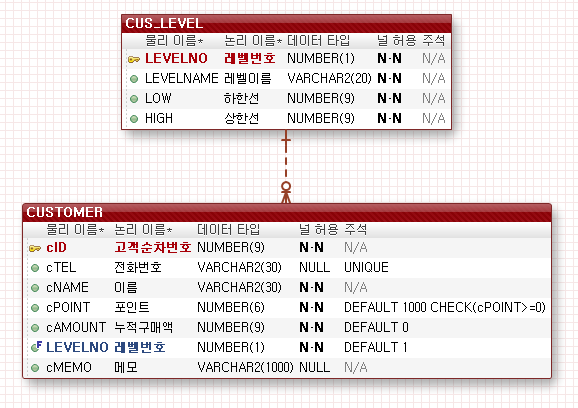 CUS_LEVEL
물리 이름* 논리 이름* 데이터 타입 널 허용 주석
LEVELNO 레벨번호 NUMBER(1) N-N N/A
LEVELNAME 레벨이름 VARCHAR2(20) N-N N/A
LOW 하한선 NUMBER(9) N-N N/A
HIGH 상한선 NUMBER(9) N-N N/A
CUSTOMER
물리 이름* 논리 이름* 데이터 타입 널 허용 주석
cID 고객순차번호 NUMBER(9) N-N N/A
cTEL 전화번호 VARCHAR2(30) NULL UNIQUE
cNAME 이름 VARCHAR2(30) N-N N/A
cPOINT 포인트 NUMBER(6) N-N DEFAULT 1000 CHECK(cPOINT>=0)
cAMOUNT 누적구매액 NUMBER(9) N-N DEFAULT 0
F LEVELNO 레벨번호 NUMBER(1) N-N DEFAULT 1
cMEMO 메모 VARCHAR2(1000) NULL N/A